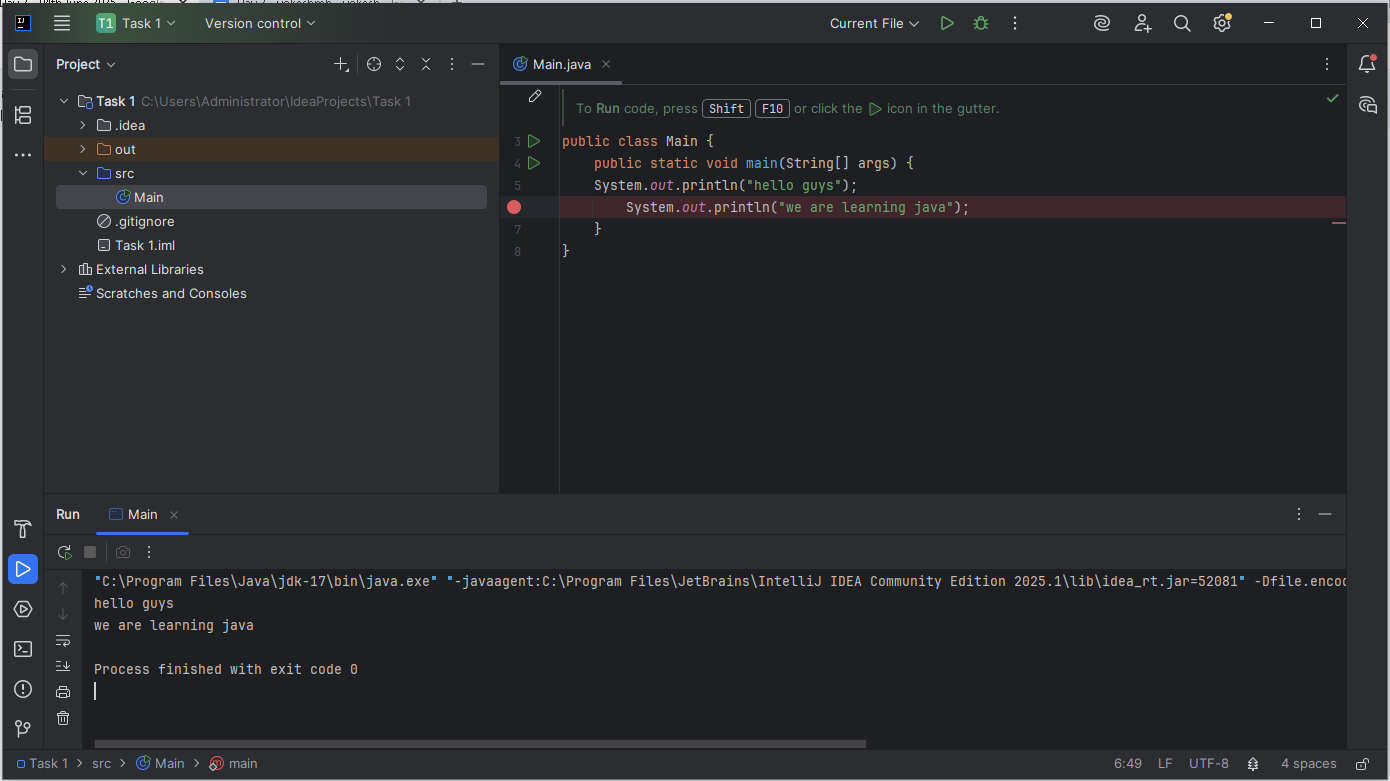 T1 Task 1 Version control Current File
Project
Main.java
Task 1 C:\Users\Administrator\IdeaProjects\Task 1
.idea
out
src
Main
.gitignore
Task 1.iml
External Libraries
Scratches and Consoles
To Run code, press Shift F10 or click the icon in the gutter.
3 public class Main {
4 public static void main(String[] args) {
5 System.out.println("hello guys");
System.out.println("we are learning java");
7 }
8 }
Run Main
"C:\Program Files\Java\jdk-17\bin\java.exe" "-javaagent:C:\Program Files\JetBrains\IntelliJ IDEA Community Edition 2025.1\lib\idea_rt.jar=52081" -Dfile.enco
hello guys
we are learning java
Process finished with exit code 0
Task 1 > src > Main > main 6:49 LF UTF-8 4 spaces